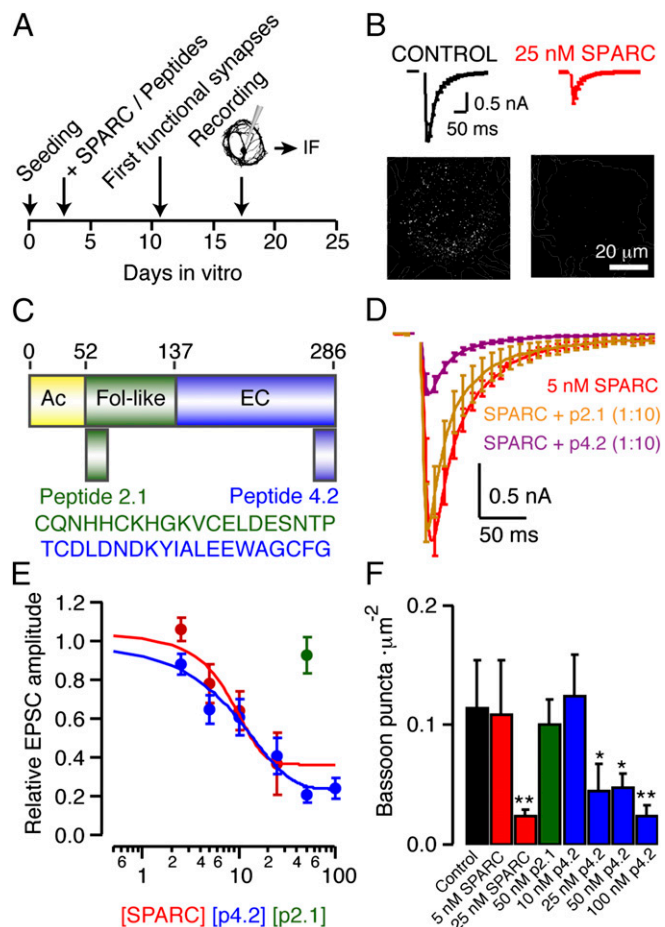 A
Seeding
+ SPARC / Peptides
First functional synapses
Recording
IF
0 5 10 15 20 25
Days in vitro
B
CONTROL
25 nM SPARC
0.5 nA
50 ms
20 μm
C
0 52 137 286
Ac Fol-like EC
Peptide 2.1 Peptide 4.2
CQNHHCKHGKVCELDESNTP
TCDLDNDKYIALEEWAGCFG
D
5 nM SPARC
SPARC + p2.1 (1:10)
SPARC + p4.2 (1:10)
0.5 nA
50 ms
E
Relative EPSC amplitude
1.2
1.0
0.8
0.6
0.4
0.2
0.0
6 1 2 4 6 10 2 4 6 100
[SPARC] [p4.2] [p2.1]
F
Bassoon puncta ·μm-2
0.2
0.1
0.0
** * * **
Control
5 nM SPARC
25 nM SPARC
50 nM p2.1
10 nM p4.2
25 nM p4.2
50 nM p4.2
100 nM p4.2